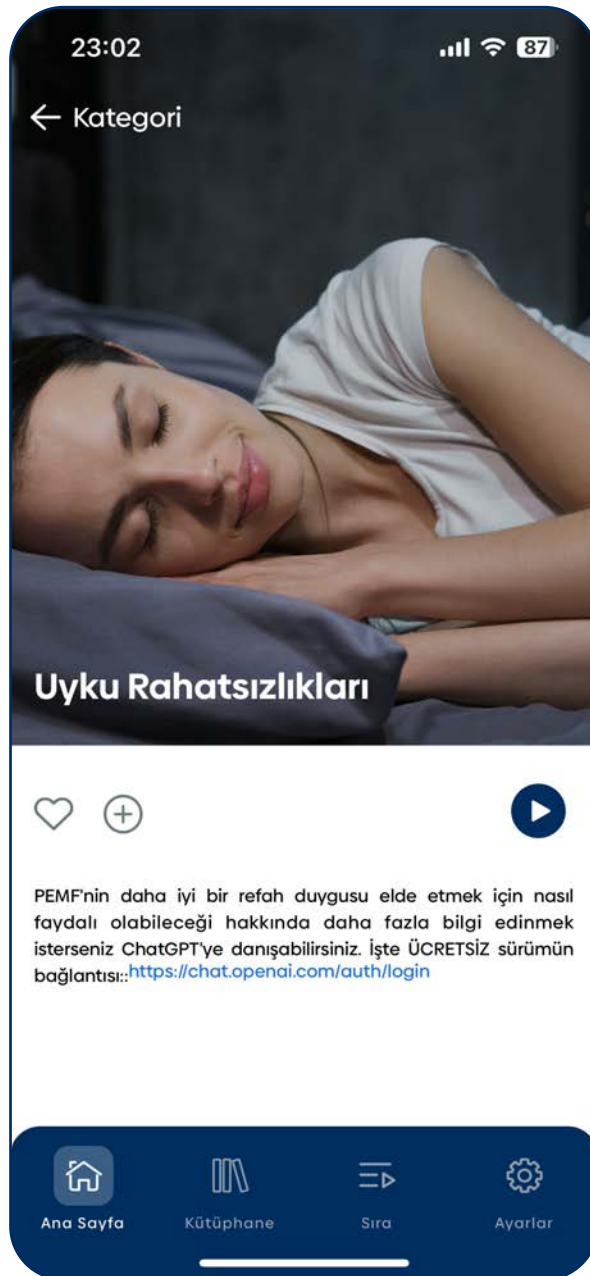 23:02
87
← Kategori
Uyku Rahatsızlıkları
PEMF'nin daha iyi bir refah duygusu elde etmek için nasıl
faydalı olabileceği hakkında daha fazla bilgi edinmek
isterseniz ChatGPT'ye danışabilirsiniz. İşte ÜCRETSİZ sürümün
bağlantısı::https://chat.openai.com/auth/login
Ana Sayfa
Kütüphane
Sıra
Ayarlar